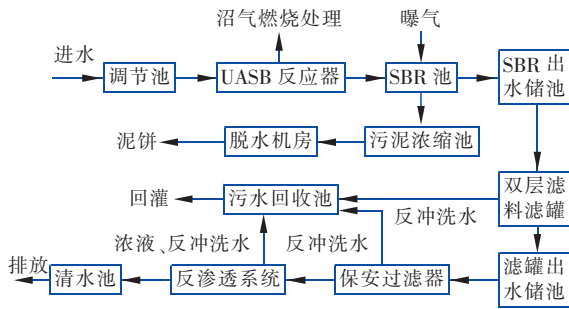 沼气燃烧处理
曝气
进水
调节池
UASB 反应器
SBR 池
SBR 出
水储池
泥饼
脱水机房
污泥浓缩池
双层滤
料滤罐
回灌
污水回收池
反冲洗水
浓液、反冲洗水
反冲洗水
滤罐出
水储池
排放
清水池
反渗透系统
保安过滤器